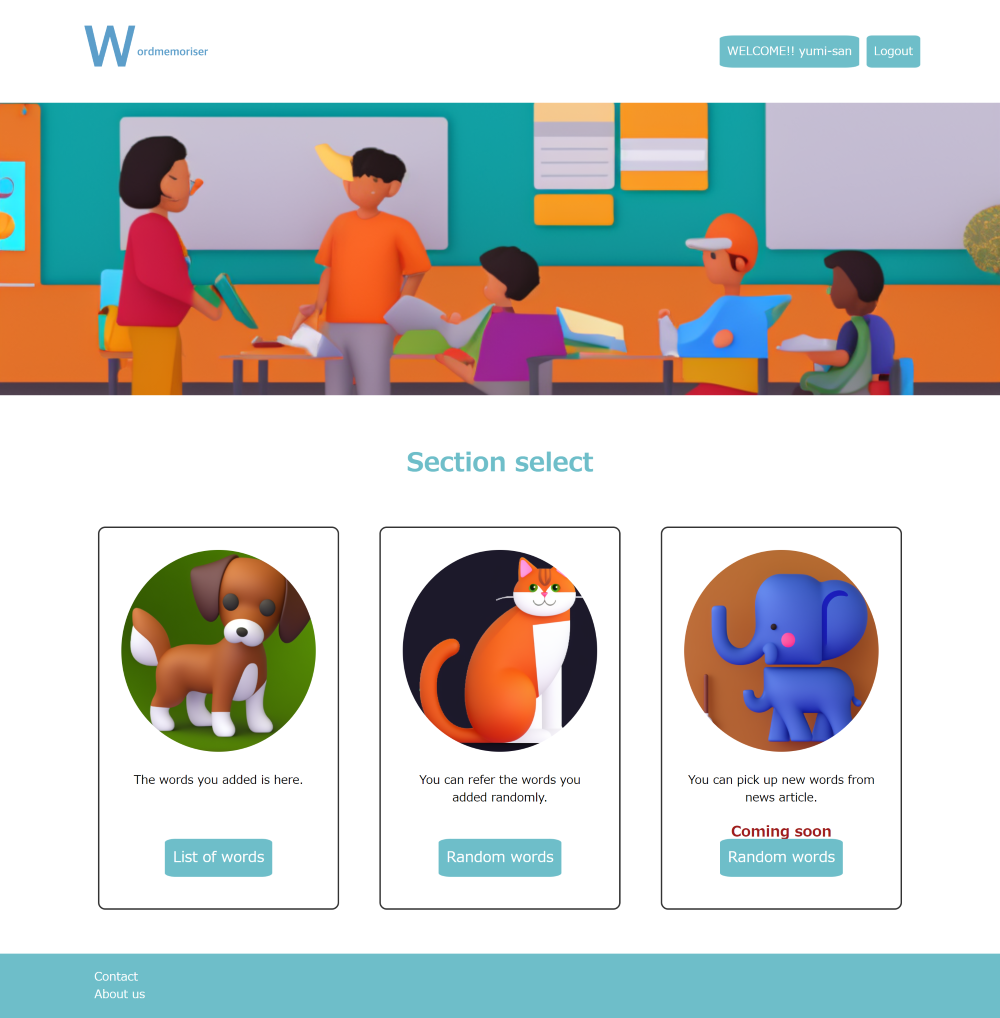 Wordmemoriser
WELCOME!! yumi-san
Logout
Section select
The words you added is here.
List of words
You can refer the words you
added randomly.
Random words
You can pick up new words from
news article.
Coming soon
Random words
Contact
About us